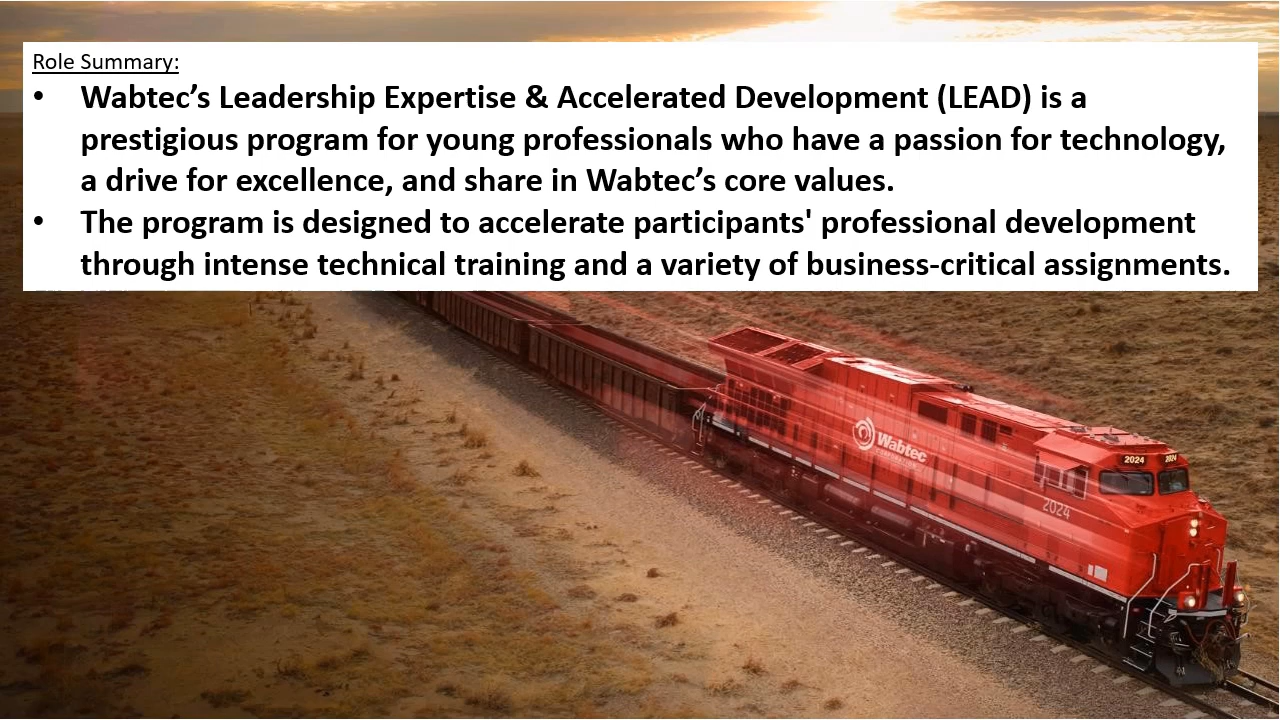 Role Summary:
• Wabtec’s Leadership Expertise & Accelerated Development (LEAD) is a
prestigious program for young professionals who have a passion for technology,
a drive for excellence, and share in Wabtec’s core values.
• The program is designed to accelerate participants' professional development
through intense technical training and a variety of business-critical assignments.
Wabtec
CORPORATION
2024
2024
2024